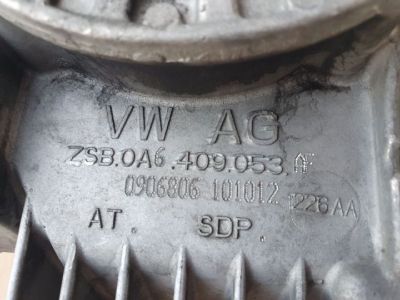 VW AG
ZSB.0A6.409.053.AF
0906806 101012 1226AA
AT. SDP.